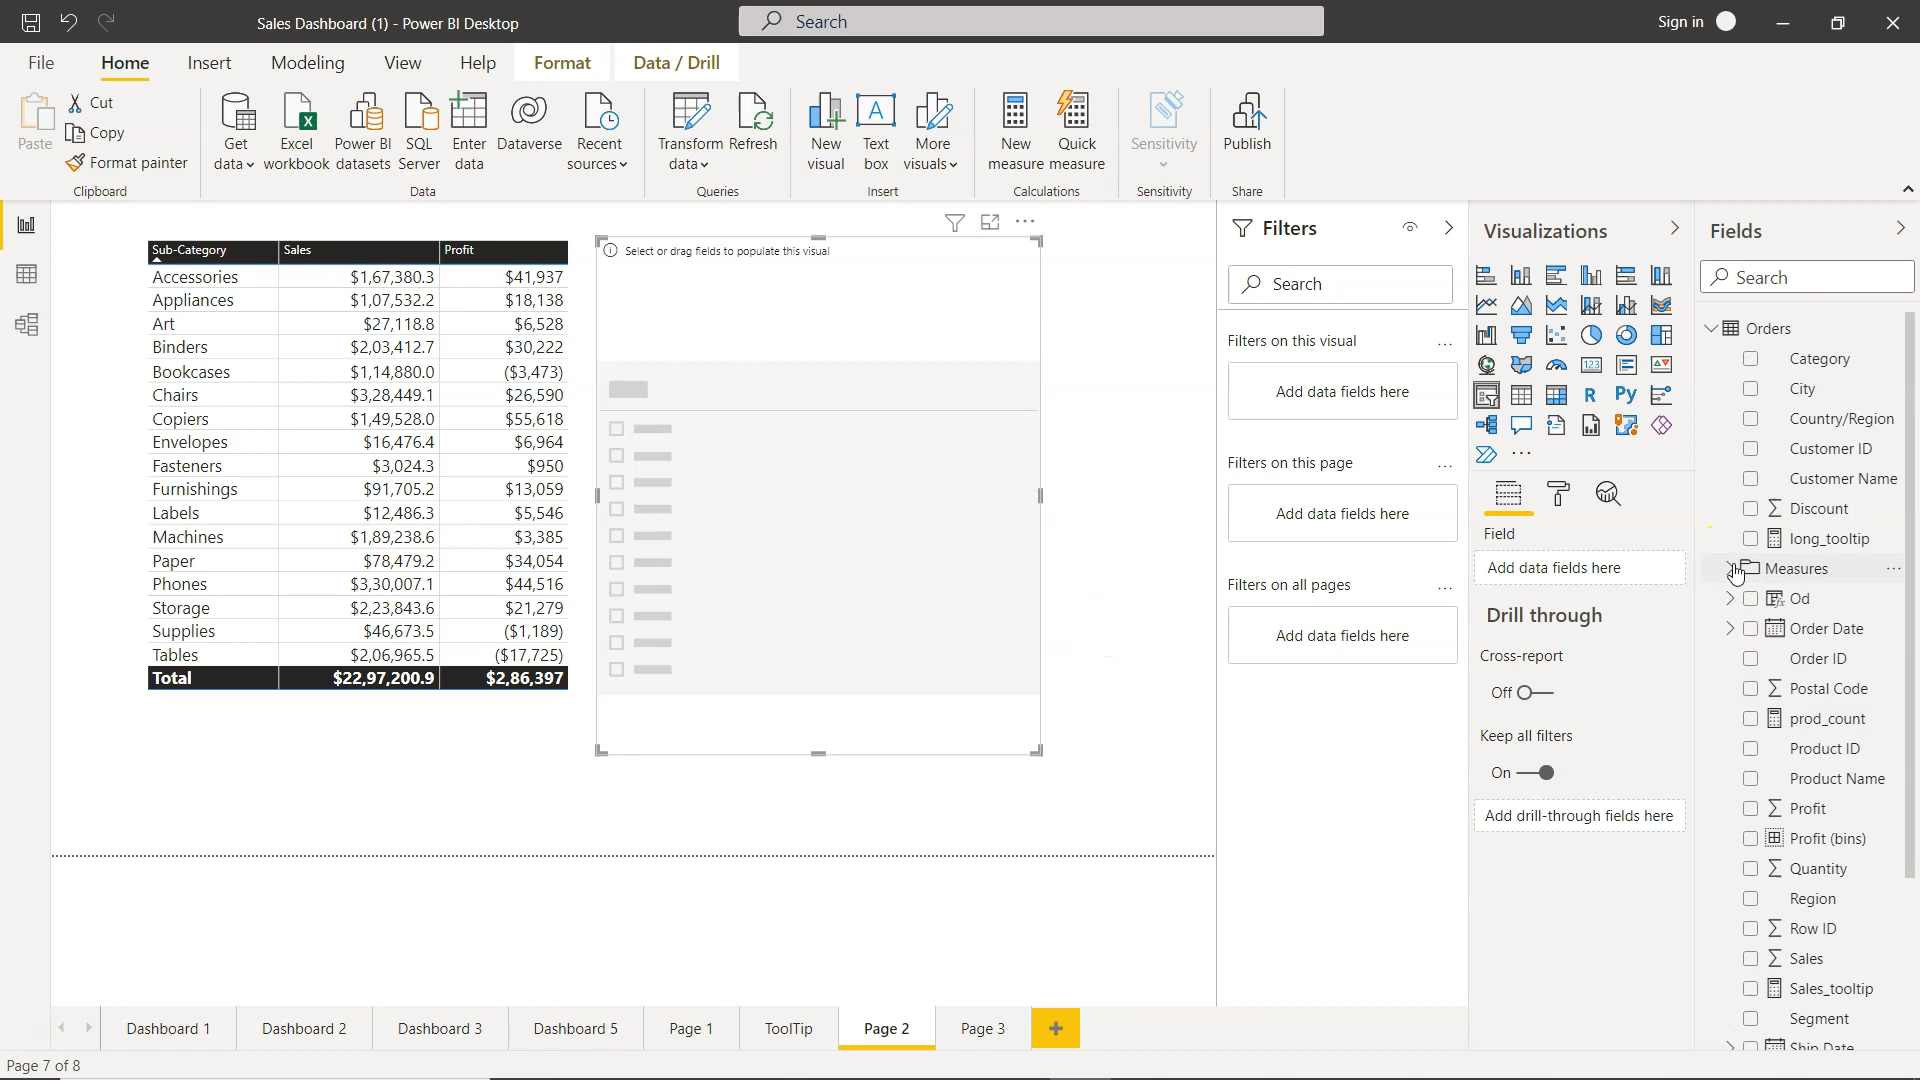 Sales Dashboard (1) - Power BI Desktop
Search
Sign in
File Home Insert Modeling View Help Format Data / Drill
Paste
Cut
Copy
Format painter
Clipboard
Get data
Excel workbook
Power BI datasets
SQL Server
Enter data
Dataverse
Recent sources
Data
Transform data
Refresh
Queries
New visual
Text box
More visuals
Insert
New measure
Quick measure
Calculations
Sensitivity
Sensitivity
Publish
Share
Sub-Category Sales Profit
Accessories $1,67,380.3 $41,937
Appliances $1,07,532.2 $18,138
Art $27,118.8 $6,528
Binders $2,03,412.7 $30,222
Bookcases $1,14,880.0 ($3,473)
Chairs $3,28,449.1 $26,590
Copiers $1,49,528.0 $55,618
Envelopes $16,476.4 $6,964
Fasteners $3,024.3 $950
Furnishings $91,705.2 $13,059
Labels $12,486.3 $5,546
Machines $1,89,238.6 $3,385
Paper $78,479.2 $34,054
Phones $3,30,007.1 $44,516
Storage $2,23,843.6 $21,279
Supplies $46,673.5 ($1,189)
Tables $2,06,965.5 ($17,725)
Total $22,97,200.9 $2,86,397
Select or drag fields to populate this visual
Filters
Search
Filters on this visual
Add data fields here
Filters on this page
Add data fields here
Filters on all pages
Add data fields here
Visualizations
123
R
Py
Field
Add data fields here
Drill through
Cross-report
Off
Keep all filters
On
Add drill-through fields here
Fields
Search
Orders
Category
City
Country/Region
Customer ID
Customer Name
Discount
long_tooltip
Measures
Od
Order Date
Order ID
Postal Code
prod_count
Product ID
Product Name
Profit
Profit (bins)
Quantity
Region
Row ID
Sales
Sales_tooltip
Segment
Ship Date
Dashboard 1 Dashboard 2 Dashboard 3 Dashboard 5 Page 1 ToolTip Page 2 Page 3
Page 7 of 8